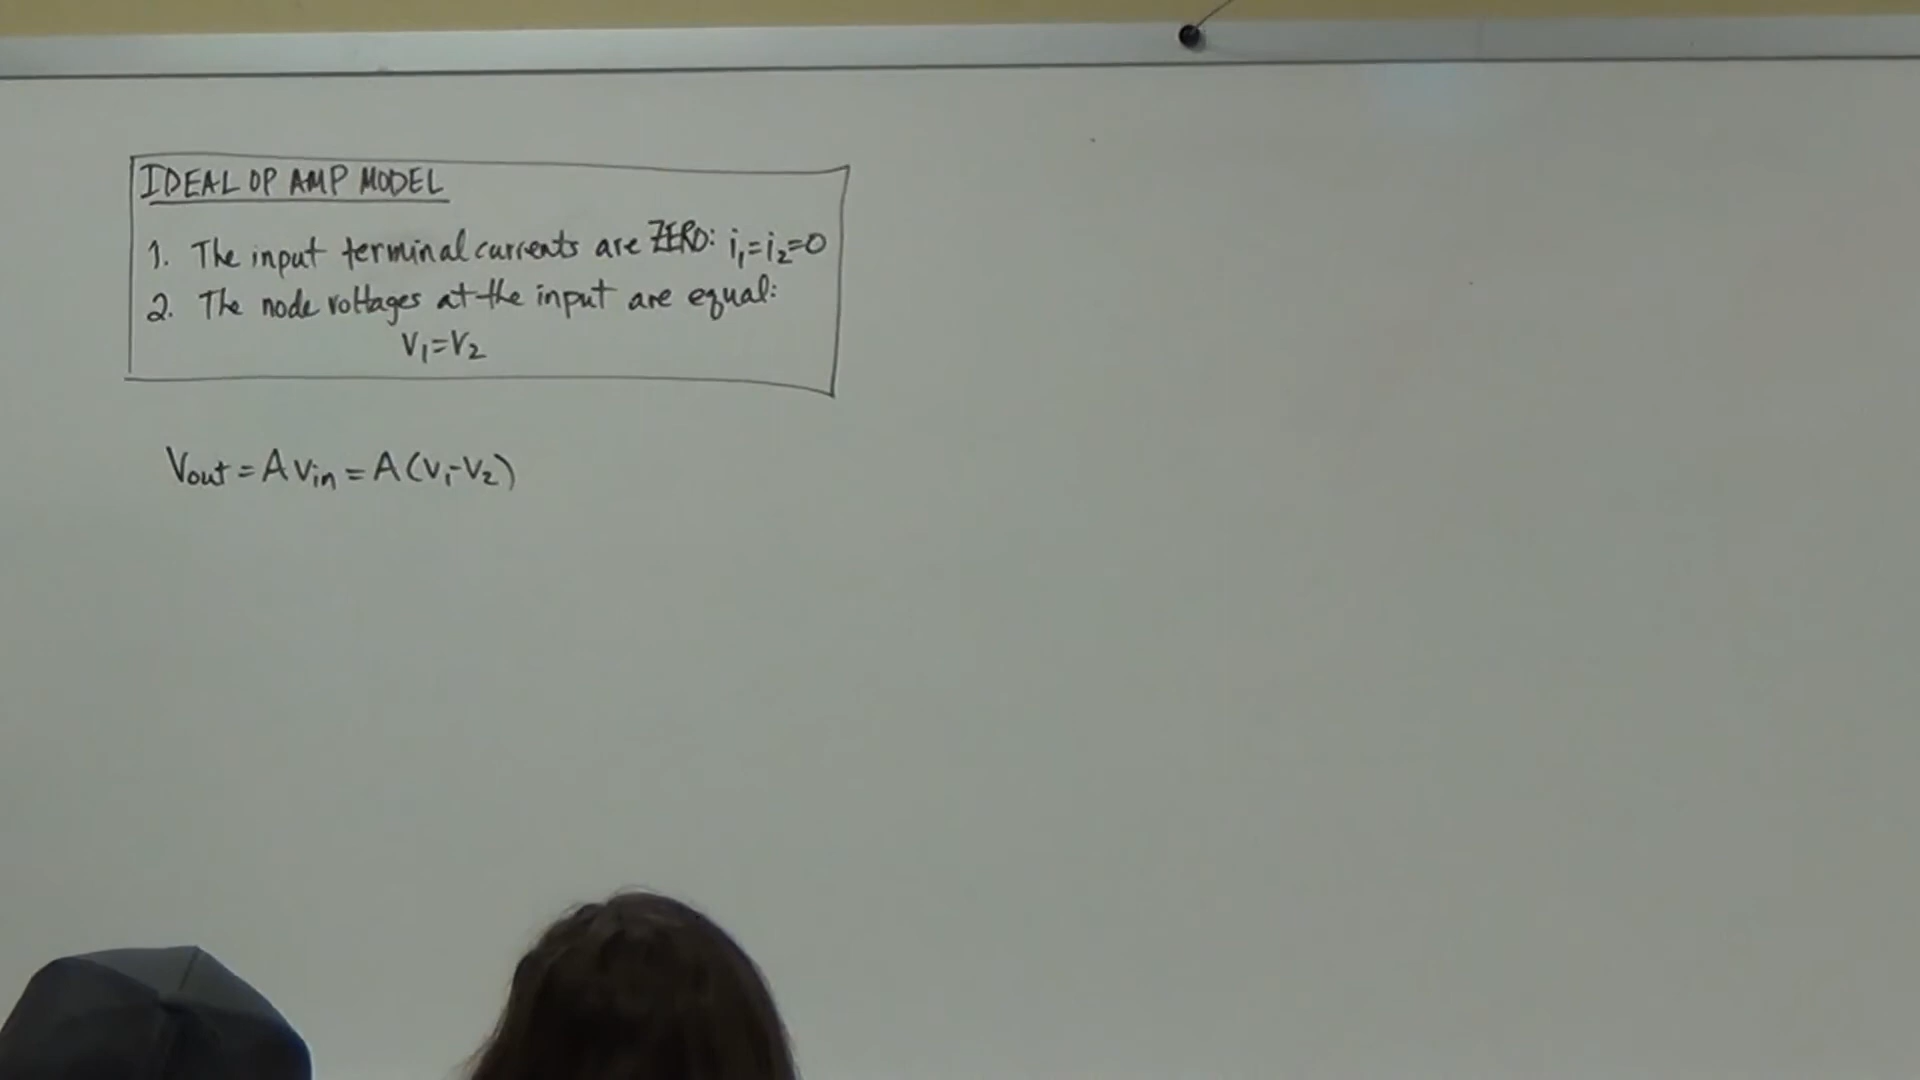 IDEAL OP AMP MODEL
1. The input terminal currents are ZERO: i₁=i₂=0
2. The node voltages at the input are equal:
V₁=V₂
Vout = A Vin = A(V₁-V₂)